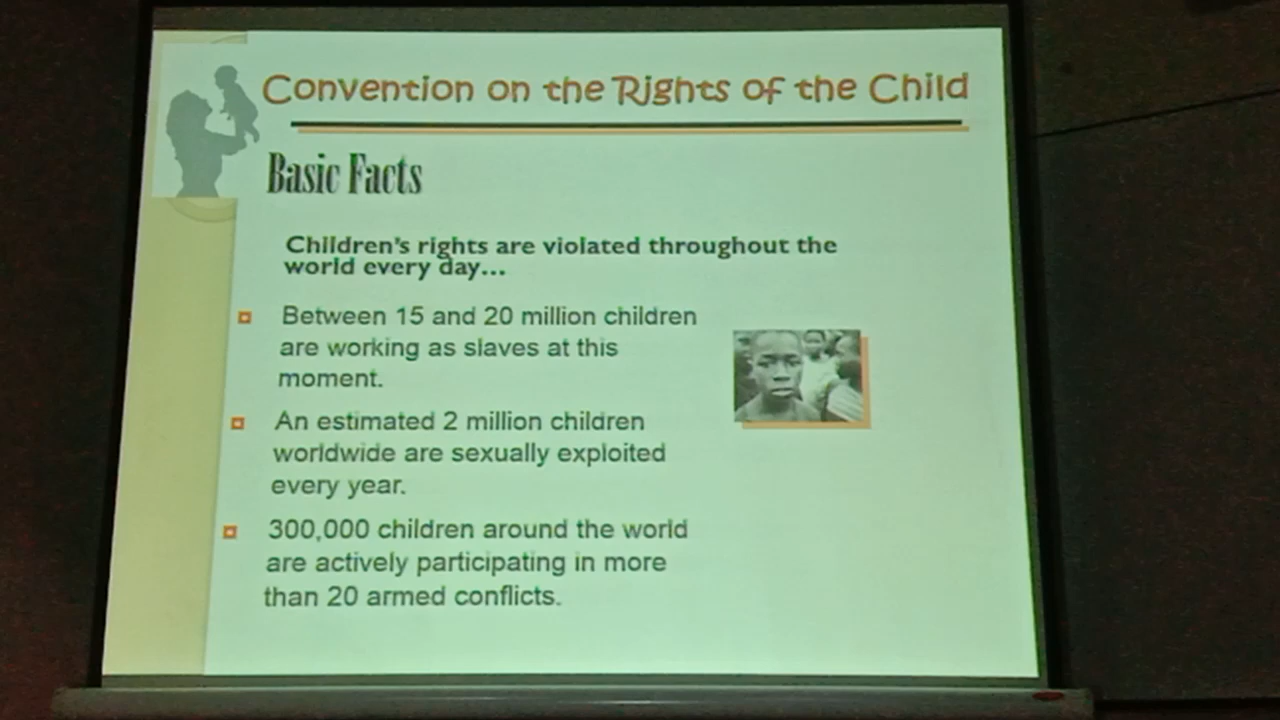 Convention on the Rights of the Child
Basic Facts
Children's rights are violated throughout the
world every day...
Between 15 and 20 million children
are working as slaves at this
moment.
An estimated 2 million children
worldwide are sexually exploited
every year.
300,000 children around the world
are actively participating in more
than 20 armed conflicts.